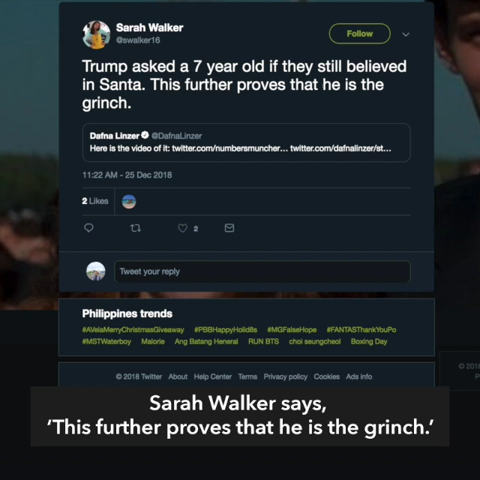 Sarah Walker
@swalker16
Follow
Trump asked a 7 year old if they still believed
in Santa. This further proves that he is the
grinch.
Dafna Linzer @DafnaLinzer
Here is the video of it: twitter.com/numbersmuncher... twitter.com/dafnalinzer/st...
11:22 AM - 25 Dec 2018
2 Likes
2
Tweet your reply
Philippines trends
#AVelaMerryChristmasGiveaway #PBBHappyHolid8s #MGFalseHope #FANTASThankYouPo
#MSTWaterboy Malorie Ang Batang Heneral RUN BTS choi seungcheol Boxing Day
© 2018 Twitter About Help Center Terms Privacy policy Cookies Ads info
© 201
P
Sarah Walker says,
‘This further proves that he is the grinch.’